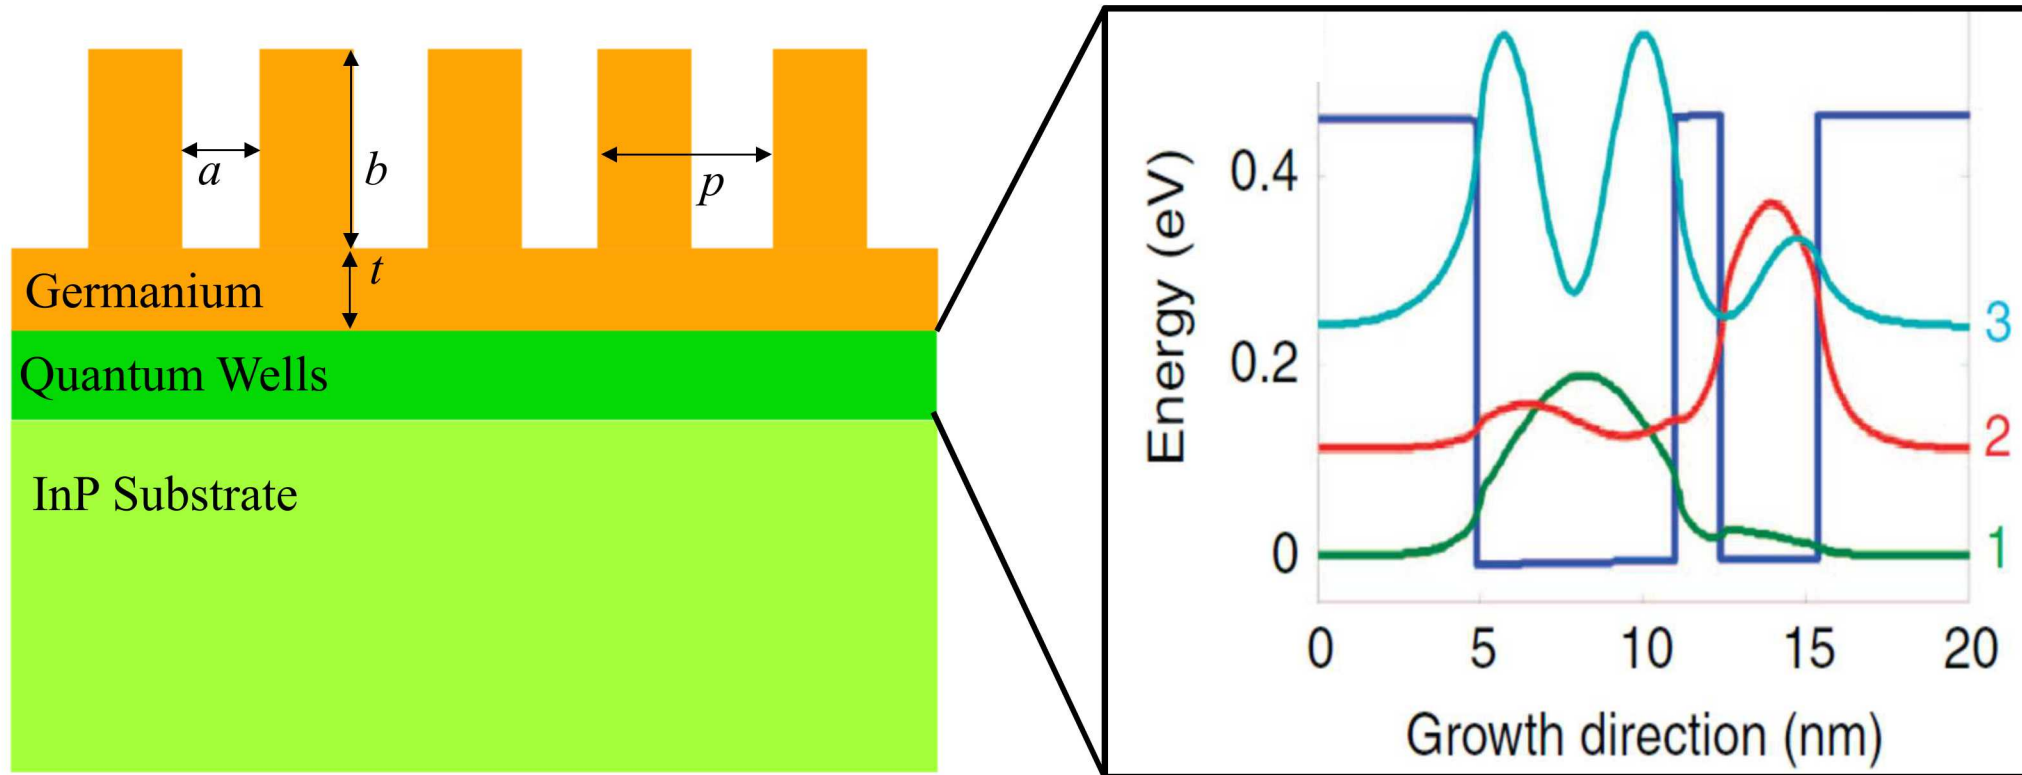 a
b
p
t
Germanium
Quantum Wells
InP Substrate
Energy (eV)
0.4
0.2
0
3
2
1
0 5 10 15 20
Growth direction (nm)